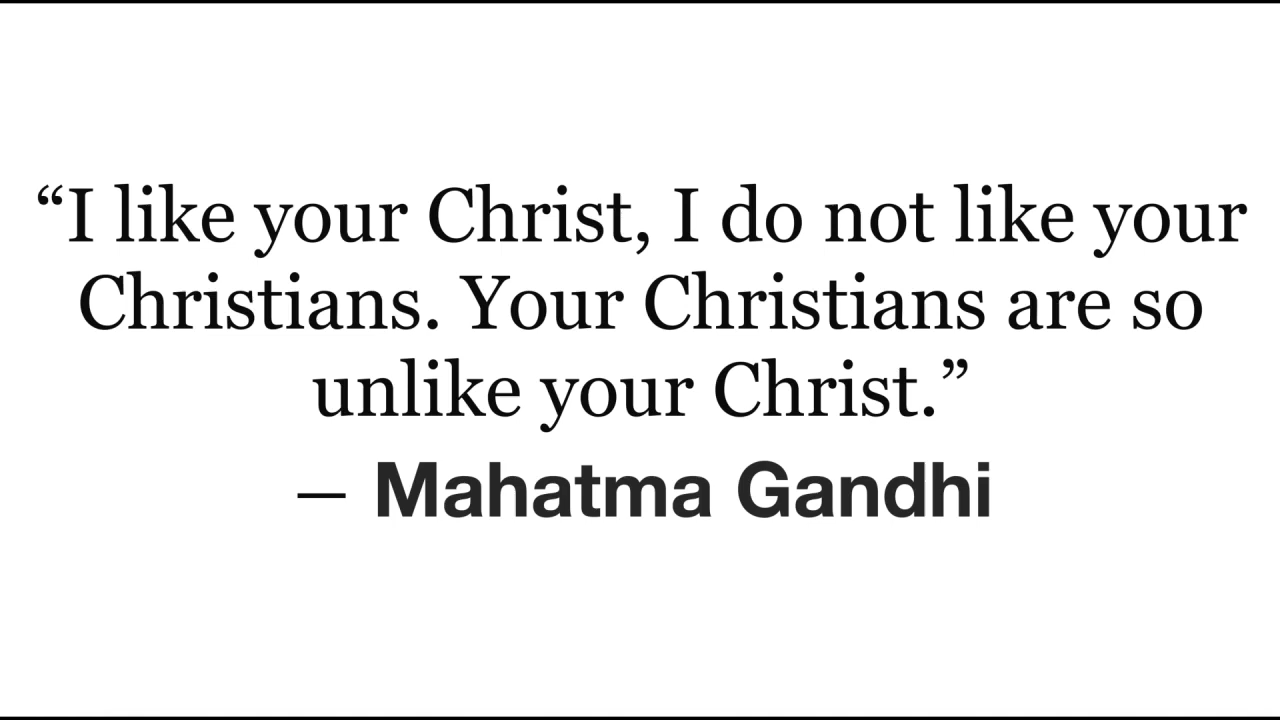 “I like your Christ, I do not like your
Christians. Your Christians are so
unlike your Christ.”
— Mahatma Gandhi